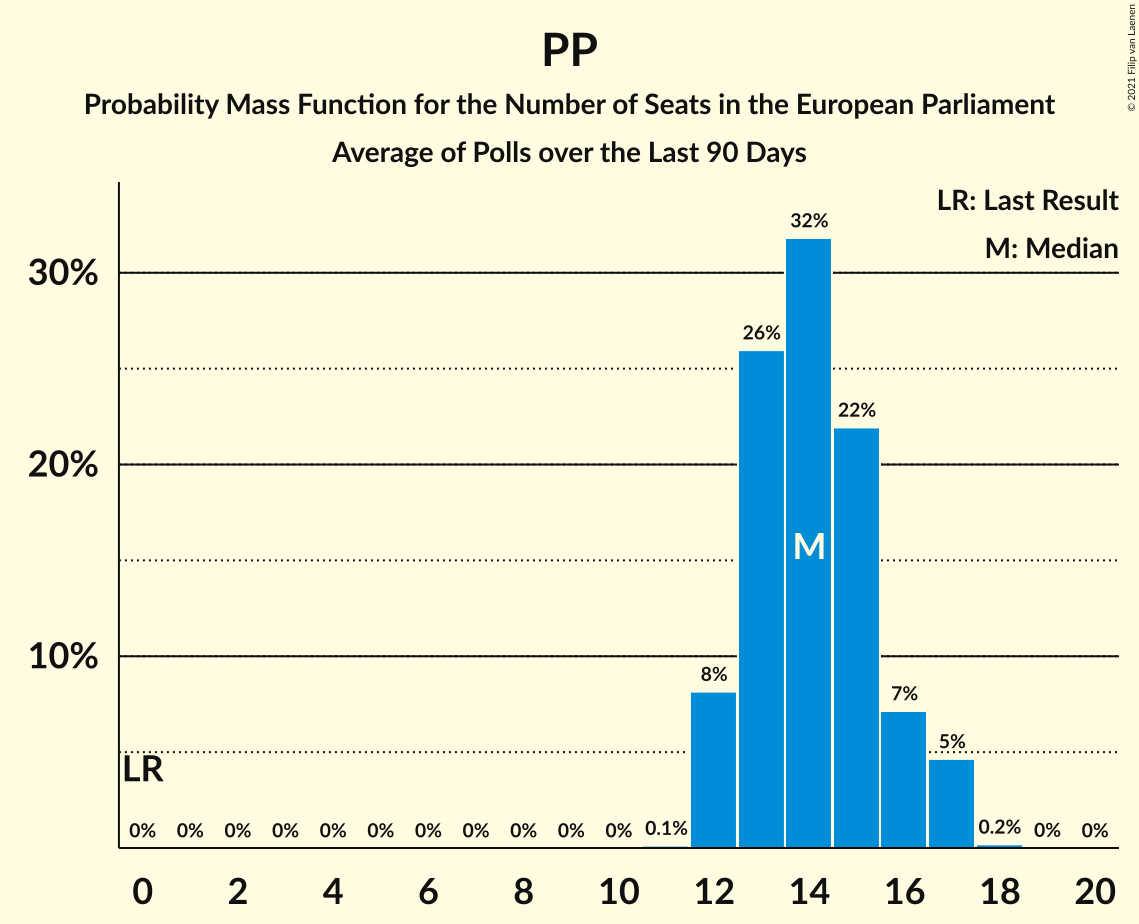 PP
Probability Mass Function for the Number of Seats in the European Parliament
Average of Polls over the Last 90 Days
© 2021 Filip van Laenen
LR: Last Result
M: Median
30%
20%
10%
32%
26%
22%
8%
7%
5%
M
LR
0% 0% 0% 0% 0% 0% 0% 0% 0% 0% 0% 0.1% 0.2% 0% 0%
0 2 4 6 8 10 12 14 16 18 20